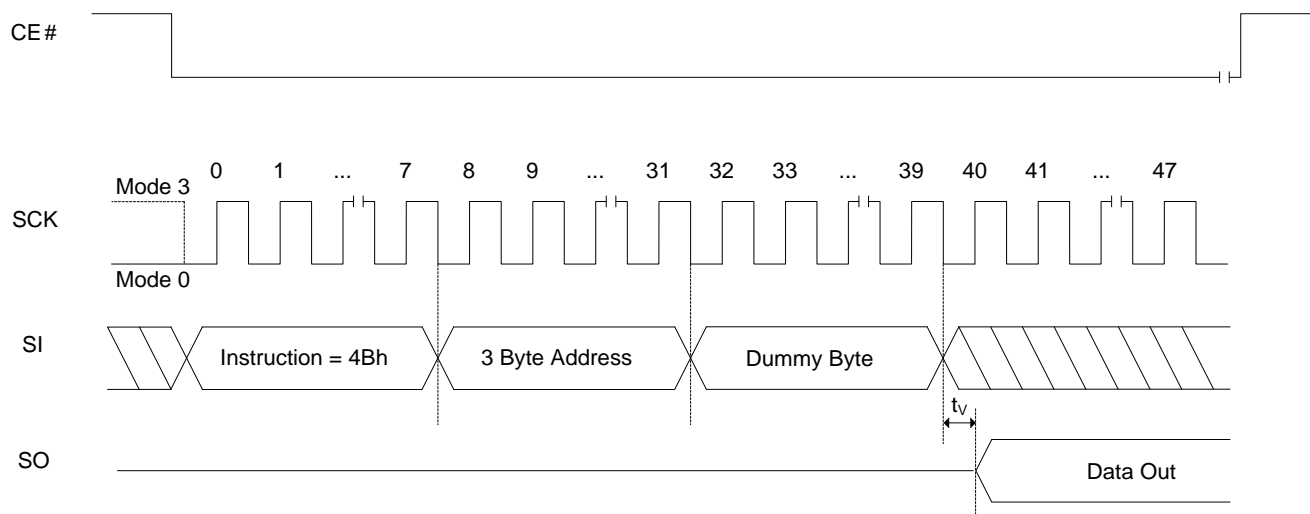 CE#
0 1 ... 7 8 9 ... 31 32 33 ... 39 40 41 ... 47
Mode 3
SCK
Mode 0
SI
Instruction = 4Bh
3 Byte Address
Dummy Byte
tV
SO
Data Out